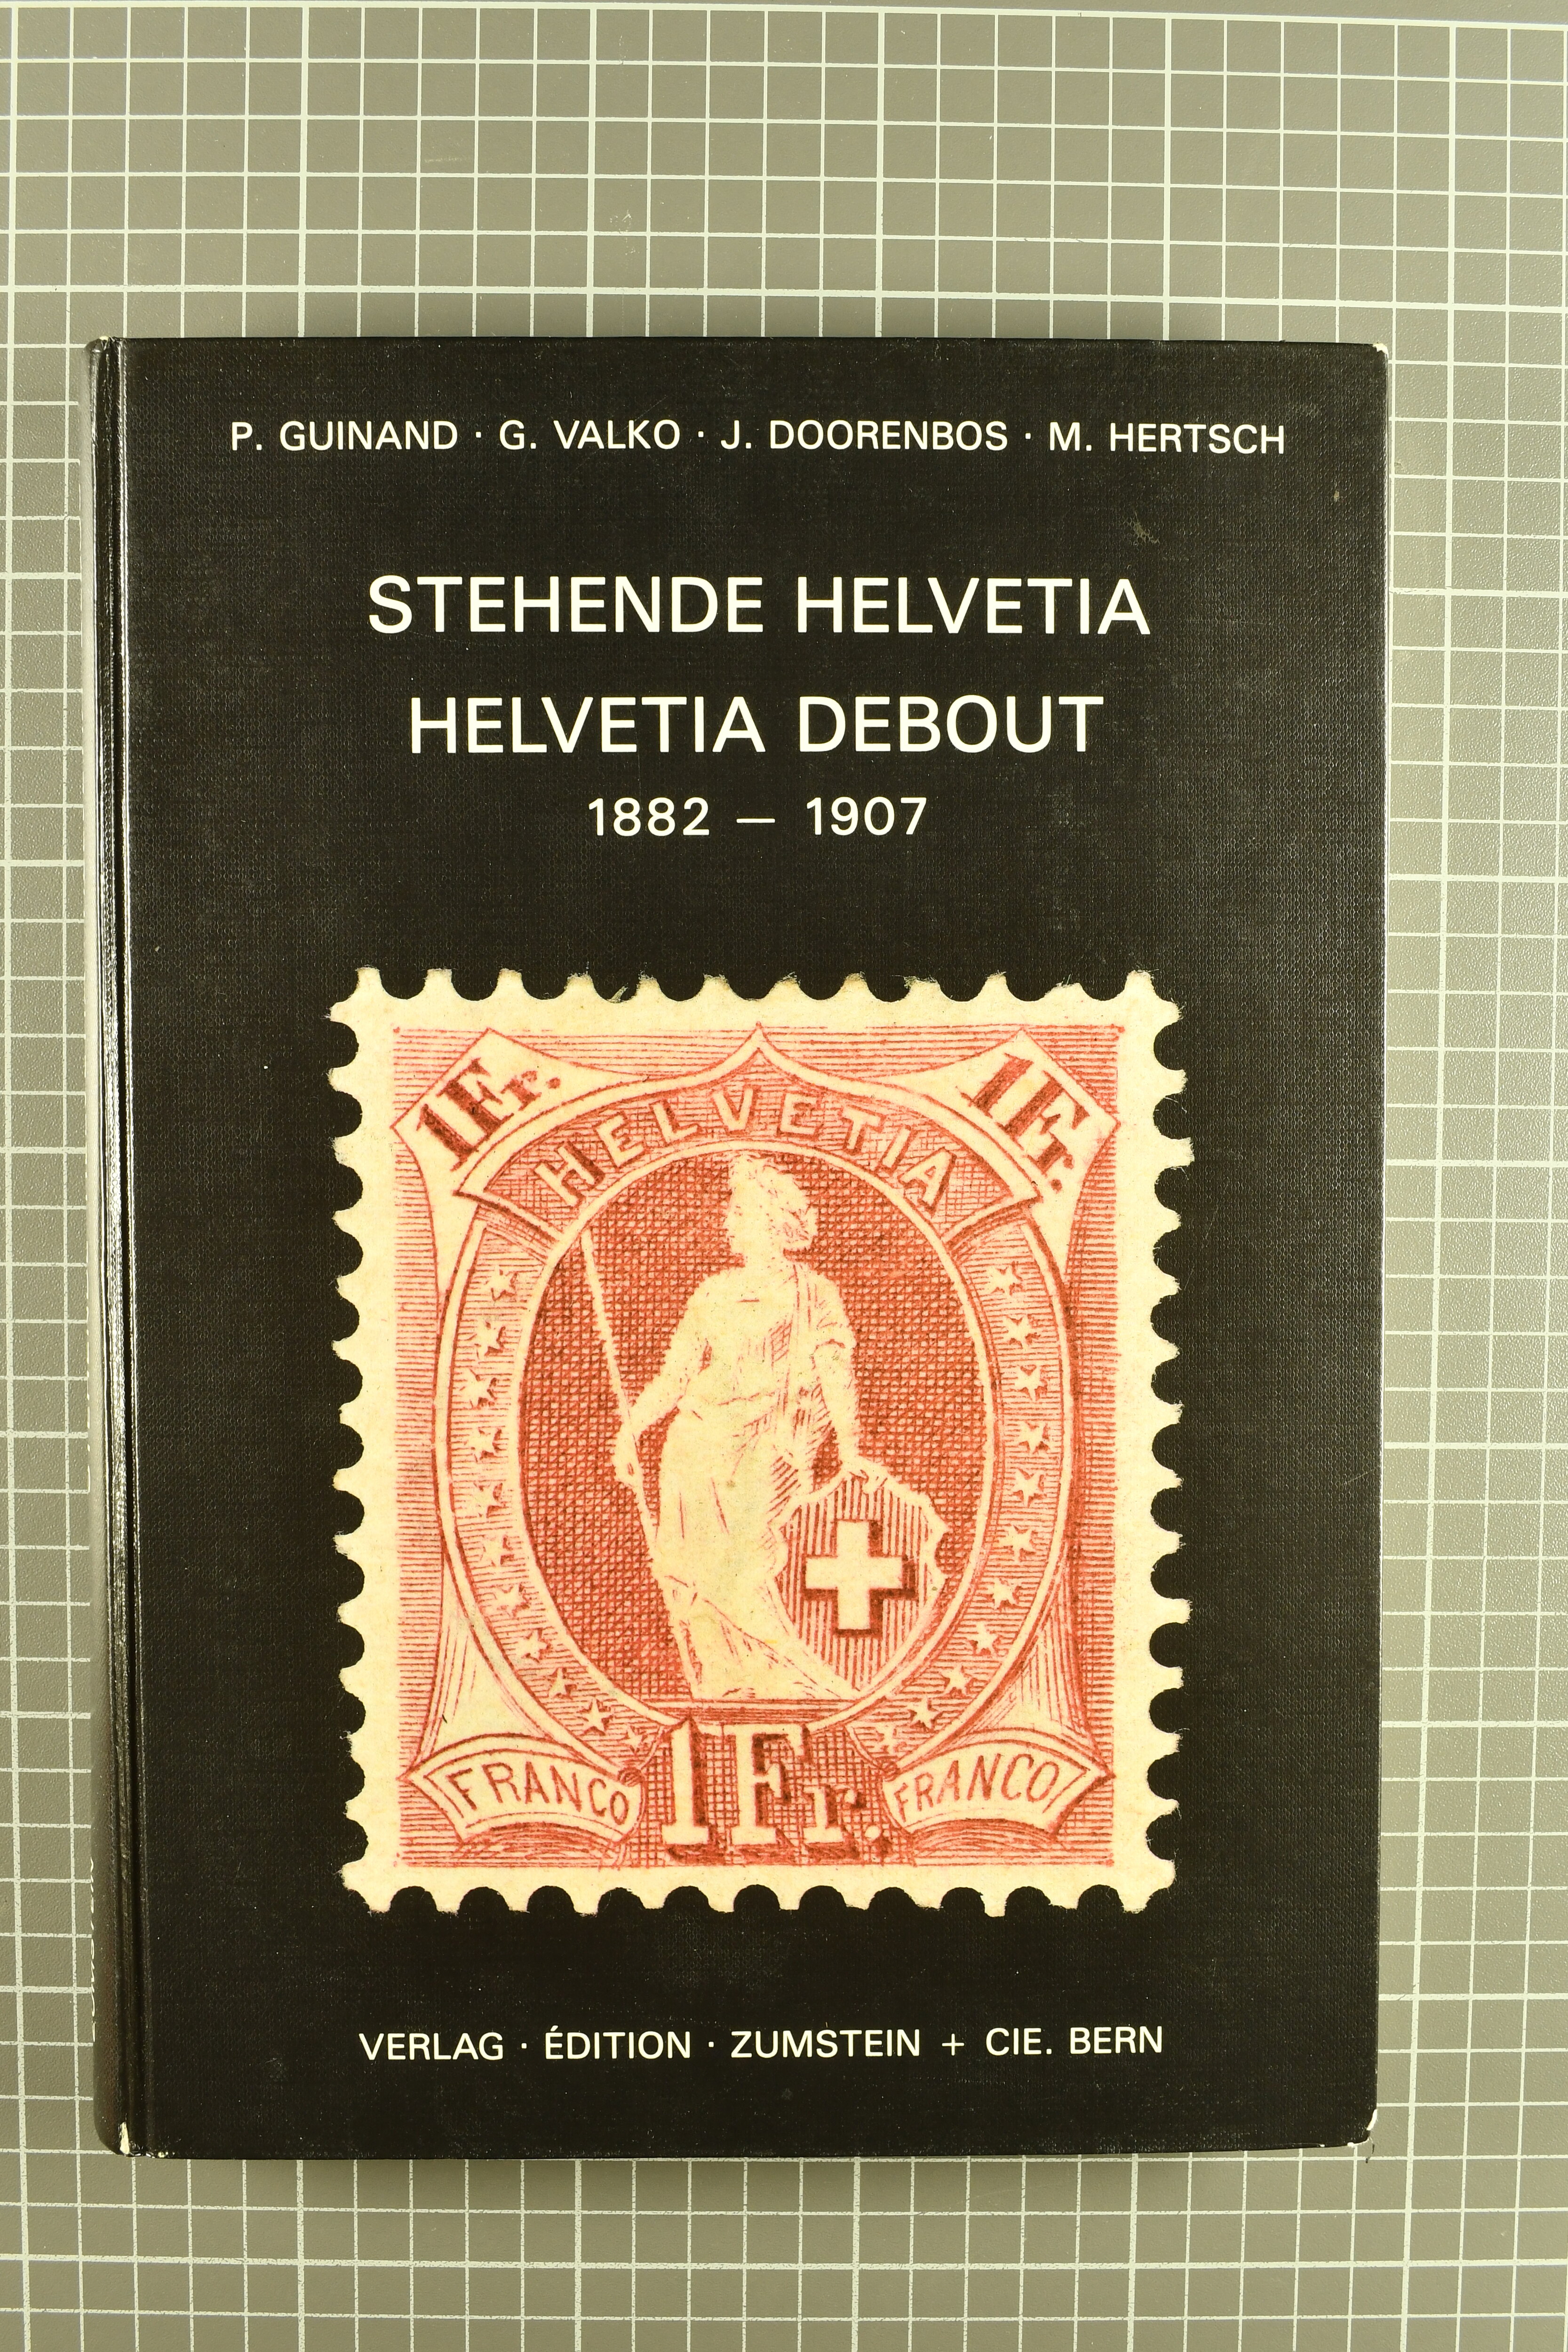 P. GUINAND · G. VALKO · J. DOORENBOS · M. HERTSCH
STEHENDE HELVETIA
HELVETIA DEBOUT
1882 — 1907
1Fr.
1Fr.
HELVETIA
FRANCO
1Fr.
FRANCO
VERLAG · ÉDITION · ZUMSTEIN + CIE. BERN